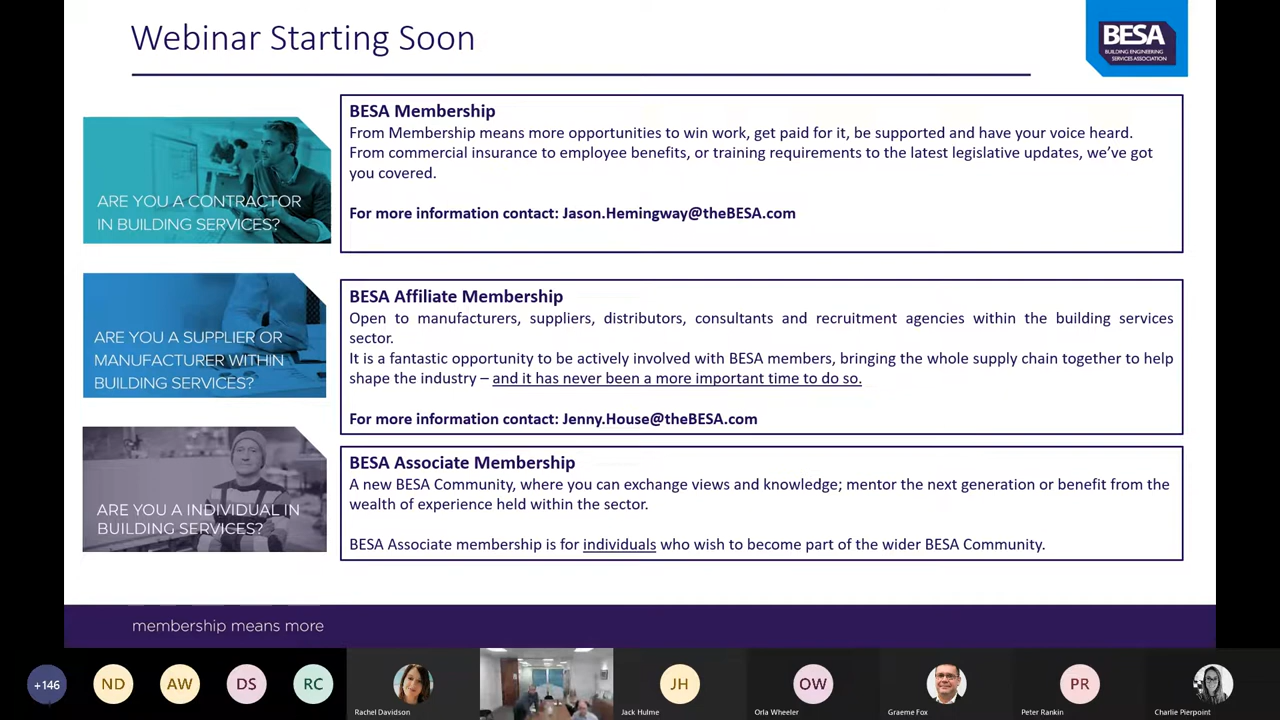 Webinar Starting Soon
BESA
BUILDING ENGINEERING
SERVICES ASSOCIATION
ARE YOU A CONTRACTOR
IN BUILDING SERVICES?
BESA Membership
From Membership means more opportunities to win work, get paid for it, be supported and have your voice heard.
From commercial insurance to employee benefits, or training requirements to the latest legislative updates, we’ve got
you covered.
For more information contact: Jason.Hemingway@theBESA.com
ARE YOU A SUPPLIER OR
MANUFACTURER WITHIN
BUILDING SERVICES?
BESA Affiliate Membership
Open to manufacturers, suppliers, distributors, consultants and recruitment agencies within the building services
sector.
It is a fantastic opportunity to be actively involved with BESA members, bringing the whole supply chain together to help
shape the industry – and it has never been a more important time to do so.
For more information contact: Jenny.House@theBESA.com
ARE YOU A INDIVIDUAL IN
BUILDING SERVICES?
BESA Associate Membership
A new BESA Community, where you can exchange views and knowledge; mentor the next generation or benefit from the
wealth of experience held within the sector.
BESA Associate membership is for individuals who wish to become part of the wider BESA Community.
membership means more
+146
ND
AW
DS
RC
Rachel Davidson
JH
Jack Hulme
OW
Orla Wheeler
Graeme Fox
PR
Peter Rankin
Charlie Pierpoint